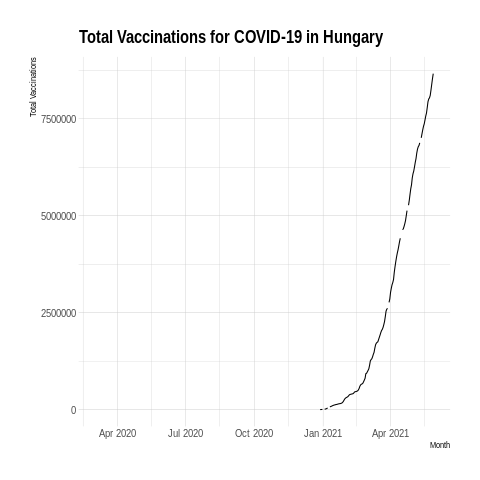 Total Vaccinations for COVID-19 in Hungary
Total Vaccinations
7500000
5000000
2500000
0
Apr 2020 Jul 2020 Oct 2020 Jan 2021 Apr 2021
Month